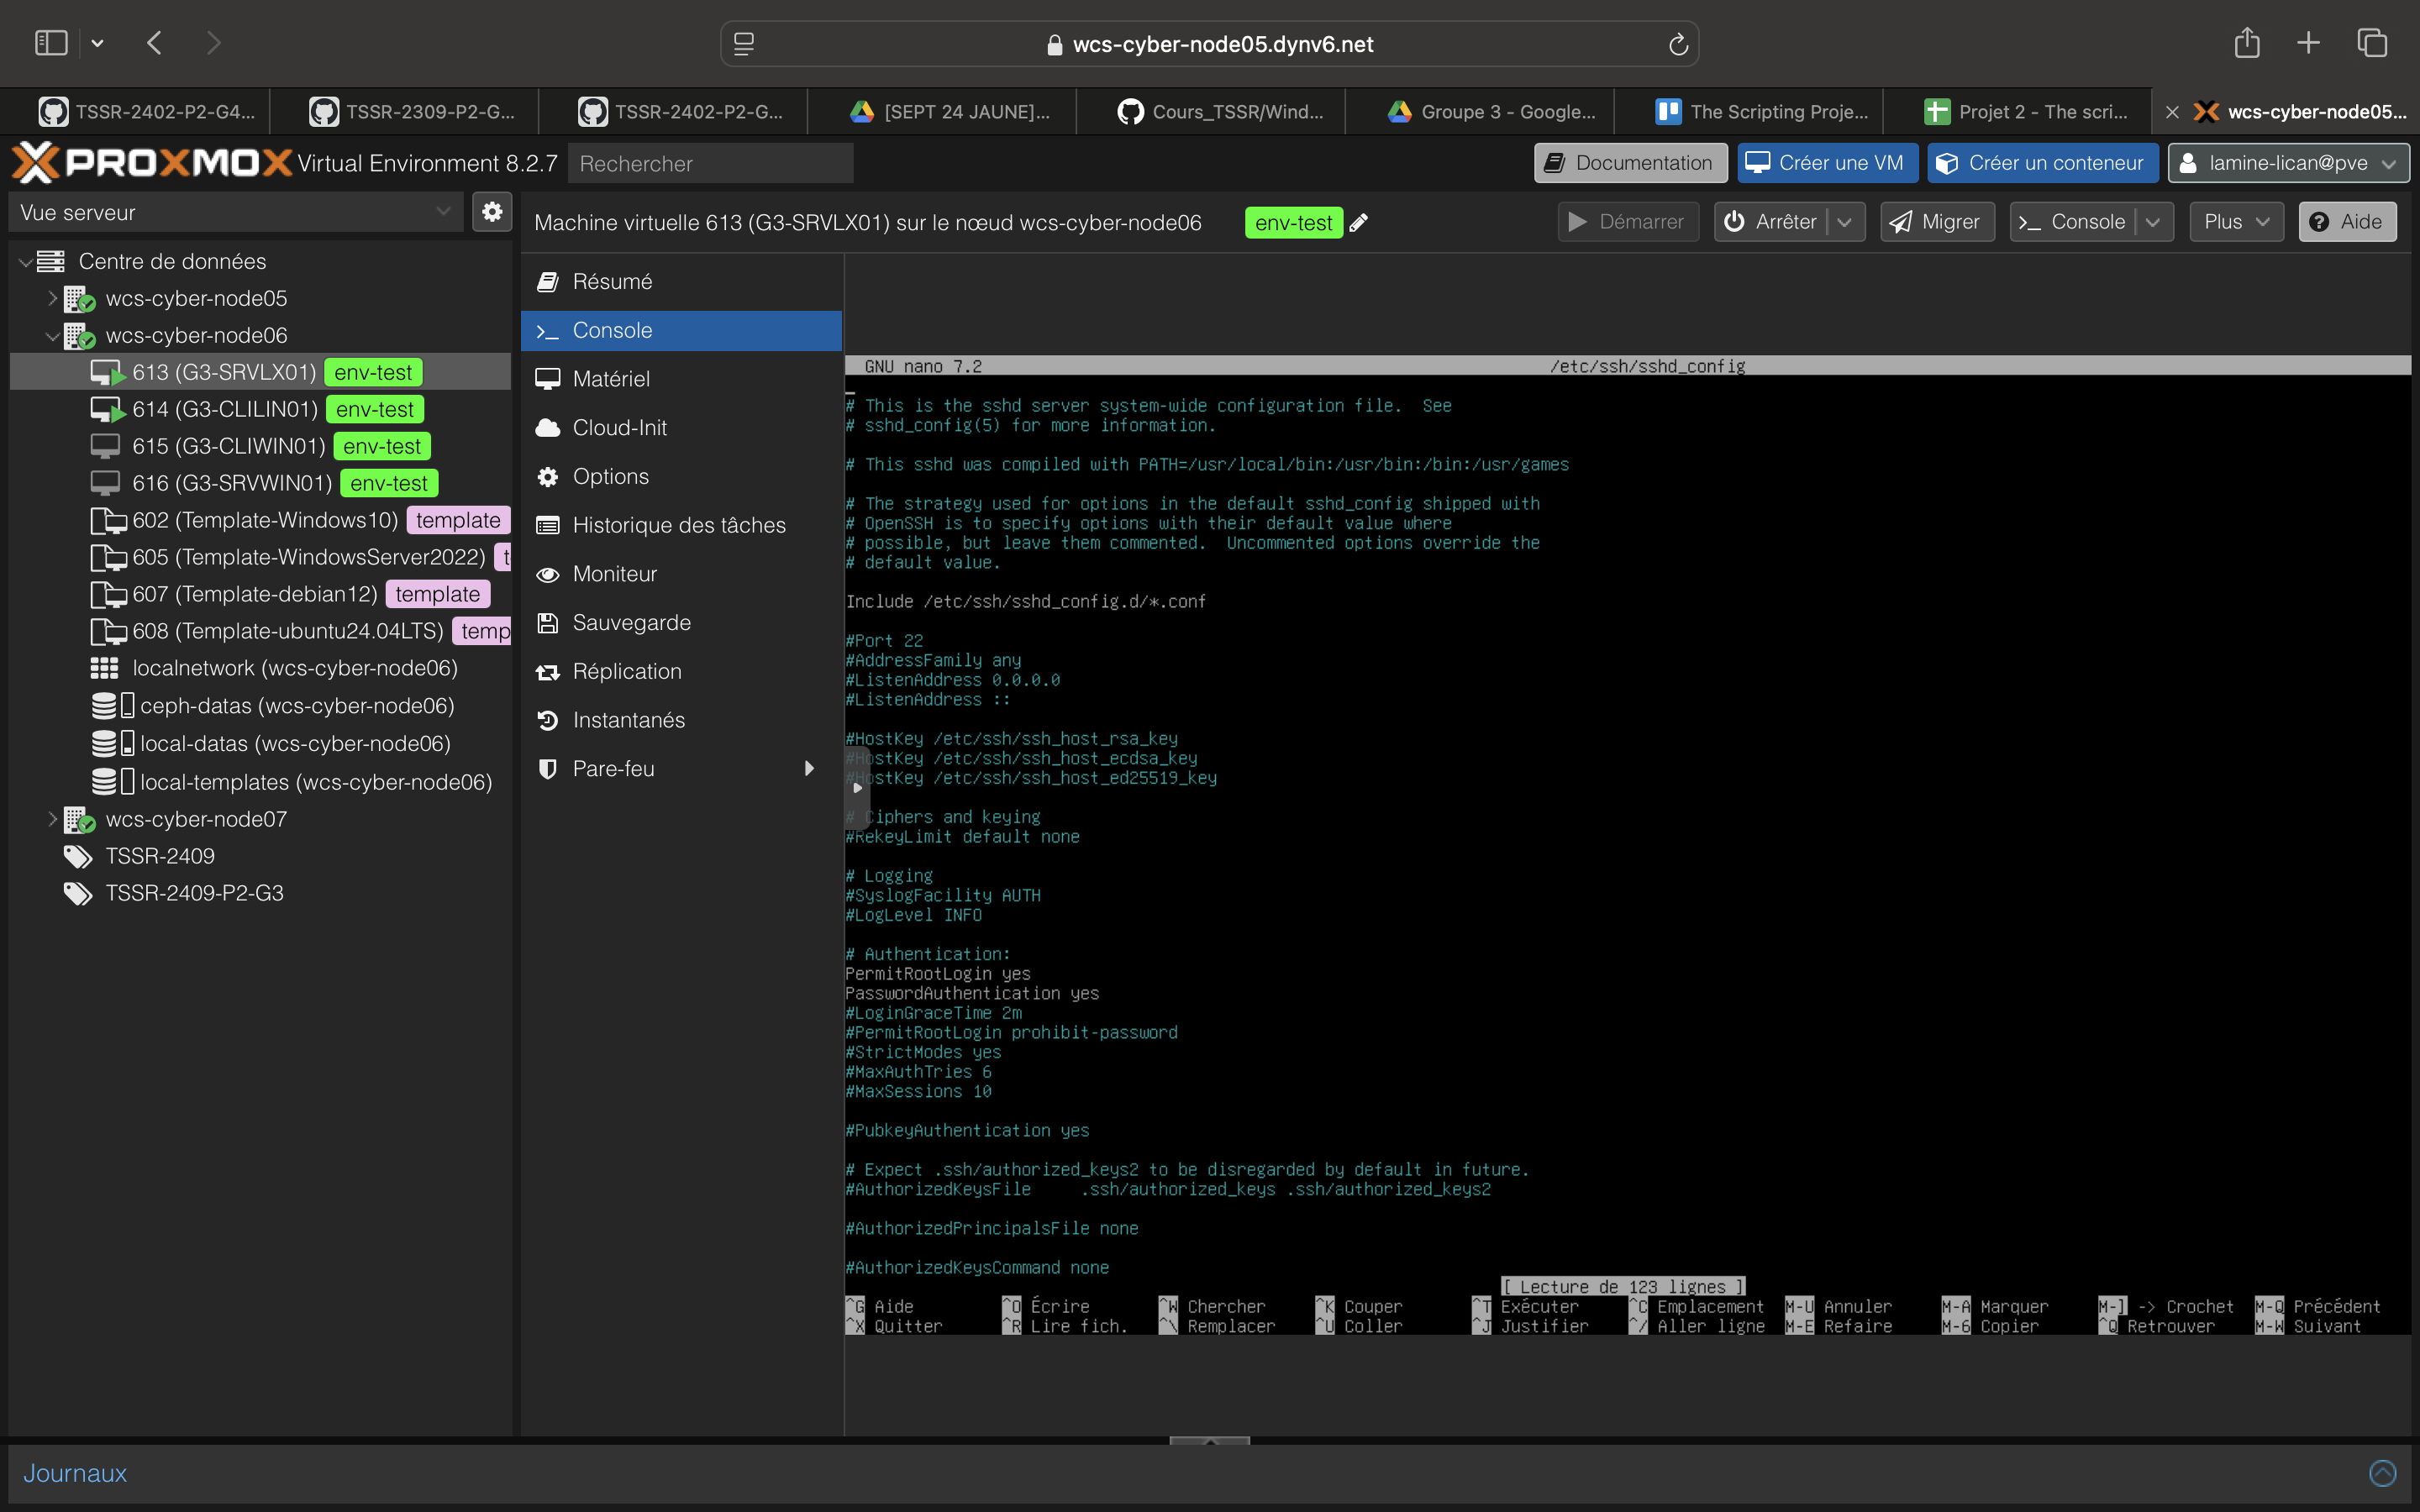 wcs-cyber-node05.dynv6.net
TSSR-2402-P2-G4...
TSSR-2309-P2-G...
TSSR-2402-P2-G...
[SEPT 24 JAUNE]...
Cours_TSSR/Wind...
Groupe 3 - Google...
The Scripting Proje...
Projet 2 - The scri...
wcs-cyber-node05...
PROXMOX Virtual Environment 8.2.7
Rechercher
Documentation
Créer une VM
Créer un conteneur
lamine-lican@pve
Vue serveur
Machine virtuelle 613 (G3-SRVLX01) sur le nœud wcs-cyber-node06
env-test
Démarrer
Arrêter
Migrer
Console
Plus
Aide
Centre de données
wcs-cyber-node05
wcs-cyber-node06
613 (G3-SRVLX01) env-test
614 (G3-CLILIN01) env-test
615 (G3-CLIWIN01) env-test
616 (G3-SRVWIN01) env-test
602 (Template-Windows10) template
605 (Template-WindowsServer2022) t
607 (Template-debian12) template
608 (Template-ubuntu24.04LTS) temp
localnetwork (wcs-cyber-node06)
ceph-datas (wcs-cyber-node06)
local-datas (wcs-cyber-node06)
local-templates (wcs-cyber-node06)
wcs-cyber-node07
TSSR-2409
TSSR-2409-P2-G3
Résumé
Console
Matériel
Cloud-Init
Options
Historique des tâches
Moniteur
Sauvegarde
Réplication
Instantanés
Pare-feu
GNU nano 7.2 /etc/ssh/sshd_config
# This is the sshd server system-wide configuration file.  See
# sshd_config(5) for more information.
# This sshd was compiled with PATH=/usr/local/bin:/usr/bin:/bin:/usr/games
# The strategy used for options in the default sshd_config shipped with
# OpenSSH is to specify options with their default value where
# possible, but leave them commented.  Uncommented options override the
# default value.
Include /etc/ssh/sshd_config.d/*.conf
#Port 22
#AddressFamily any
#ListenAddress 0.0.0.0
#ListenAddress ::
#HostKey /etc/ssh/ssh_host_rsa_key
#HostKey /etc/ssh/ssh_host_ecdsa_key
#HostKey /etc/ssh/ssh_host_ed25519_key
# Ciphers and keying
#RekeyLimit default none
# Logging
#SyslogFacility AUTH
#LogLevel INFO
# Authentication:
PermitRootLogin yes
PasswordAuthentication yes
#LoginGraceTime 2m
#PermitRootLogin prohibit-password
#StrictModes yes
#MaxAuthTries 6
#MaxSessions 10
#PubkeyAuthentication yes
# Expect .ssh/authorized_keys2 to be disregarded by default in future.
#AuthorizedKeysFile     .ssh/authorized_keys .ssh/authorized_keys2
#AuthorizedPrincipalsFile none
#AuthorizedKeysCommand none
[ Lecture de 123 lignes ]
^G Aide ^O Écrire ^W Chercher ^K Couper ^T Exécuter ^C Emplacement M-U Annuler M-A Marquer M-] -> Crochet M-Q Précédent
^X Quitter ^R Lire fich. ^\ Remplacer ^U Coller ^J Justifier ^/ Aller ligne M-E Refaire M-6 Copier ^Q Retrouver M-W Suivant
Journaux